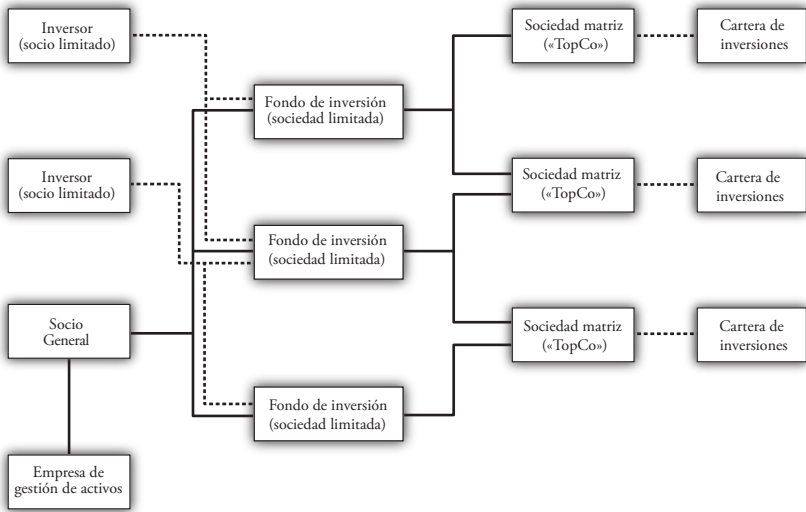 Inversor
(socio limitado)
Sociedad matriz
(«TopCo»)
Cartera de
inversiones
Fondo de inversión
(sociedad limitada)
Inversor
(socio limitado)
Sociedad matriz
(«TopCo»)
Cartera de
inversiones
Fondo de inversión
(sociedad limitada)
Socio
General
Sociedad matriz
(«TopCo»)
Cartera de
inversiones
Fondo de inversión
(sociedad limitada)
Empresa de
gestión de activos